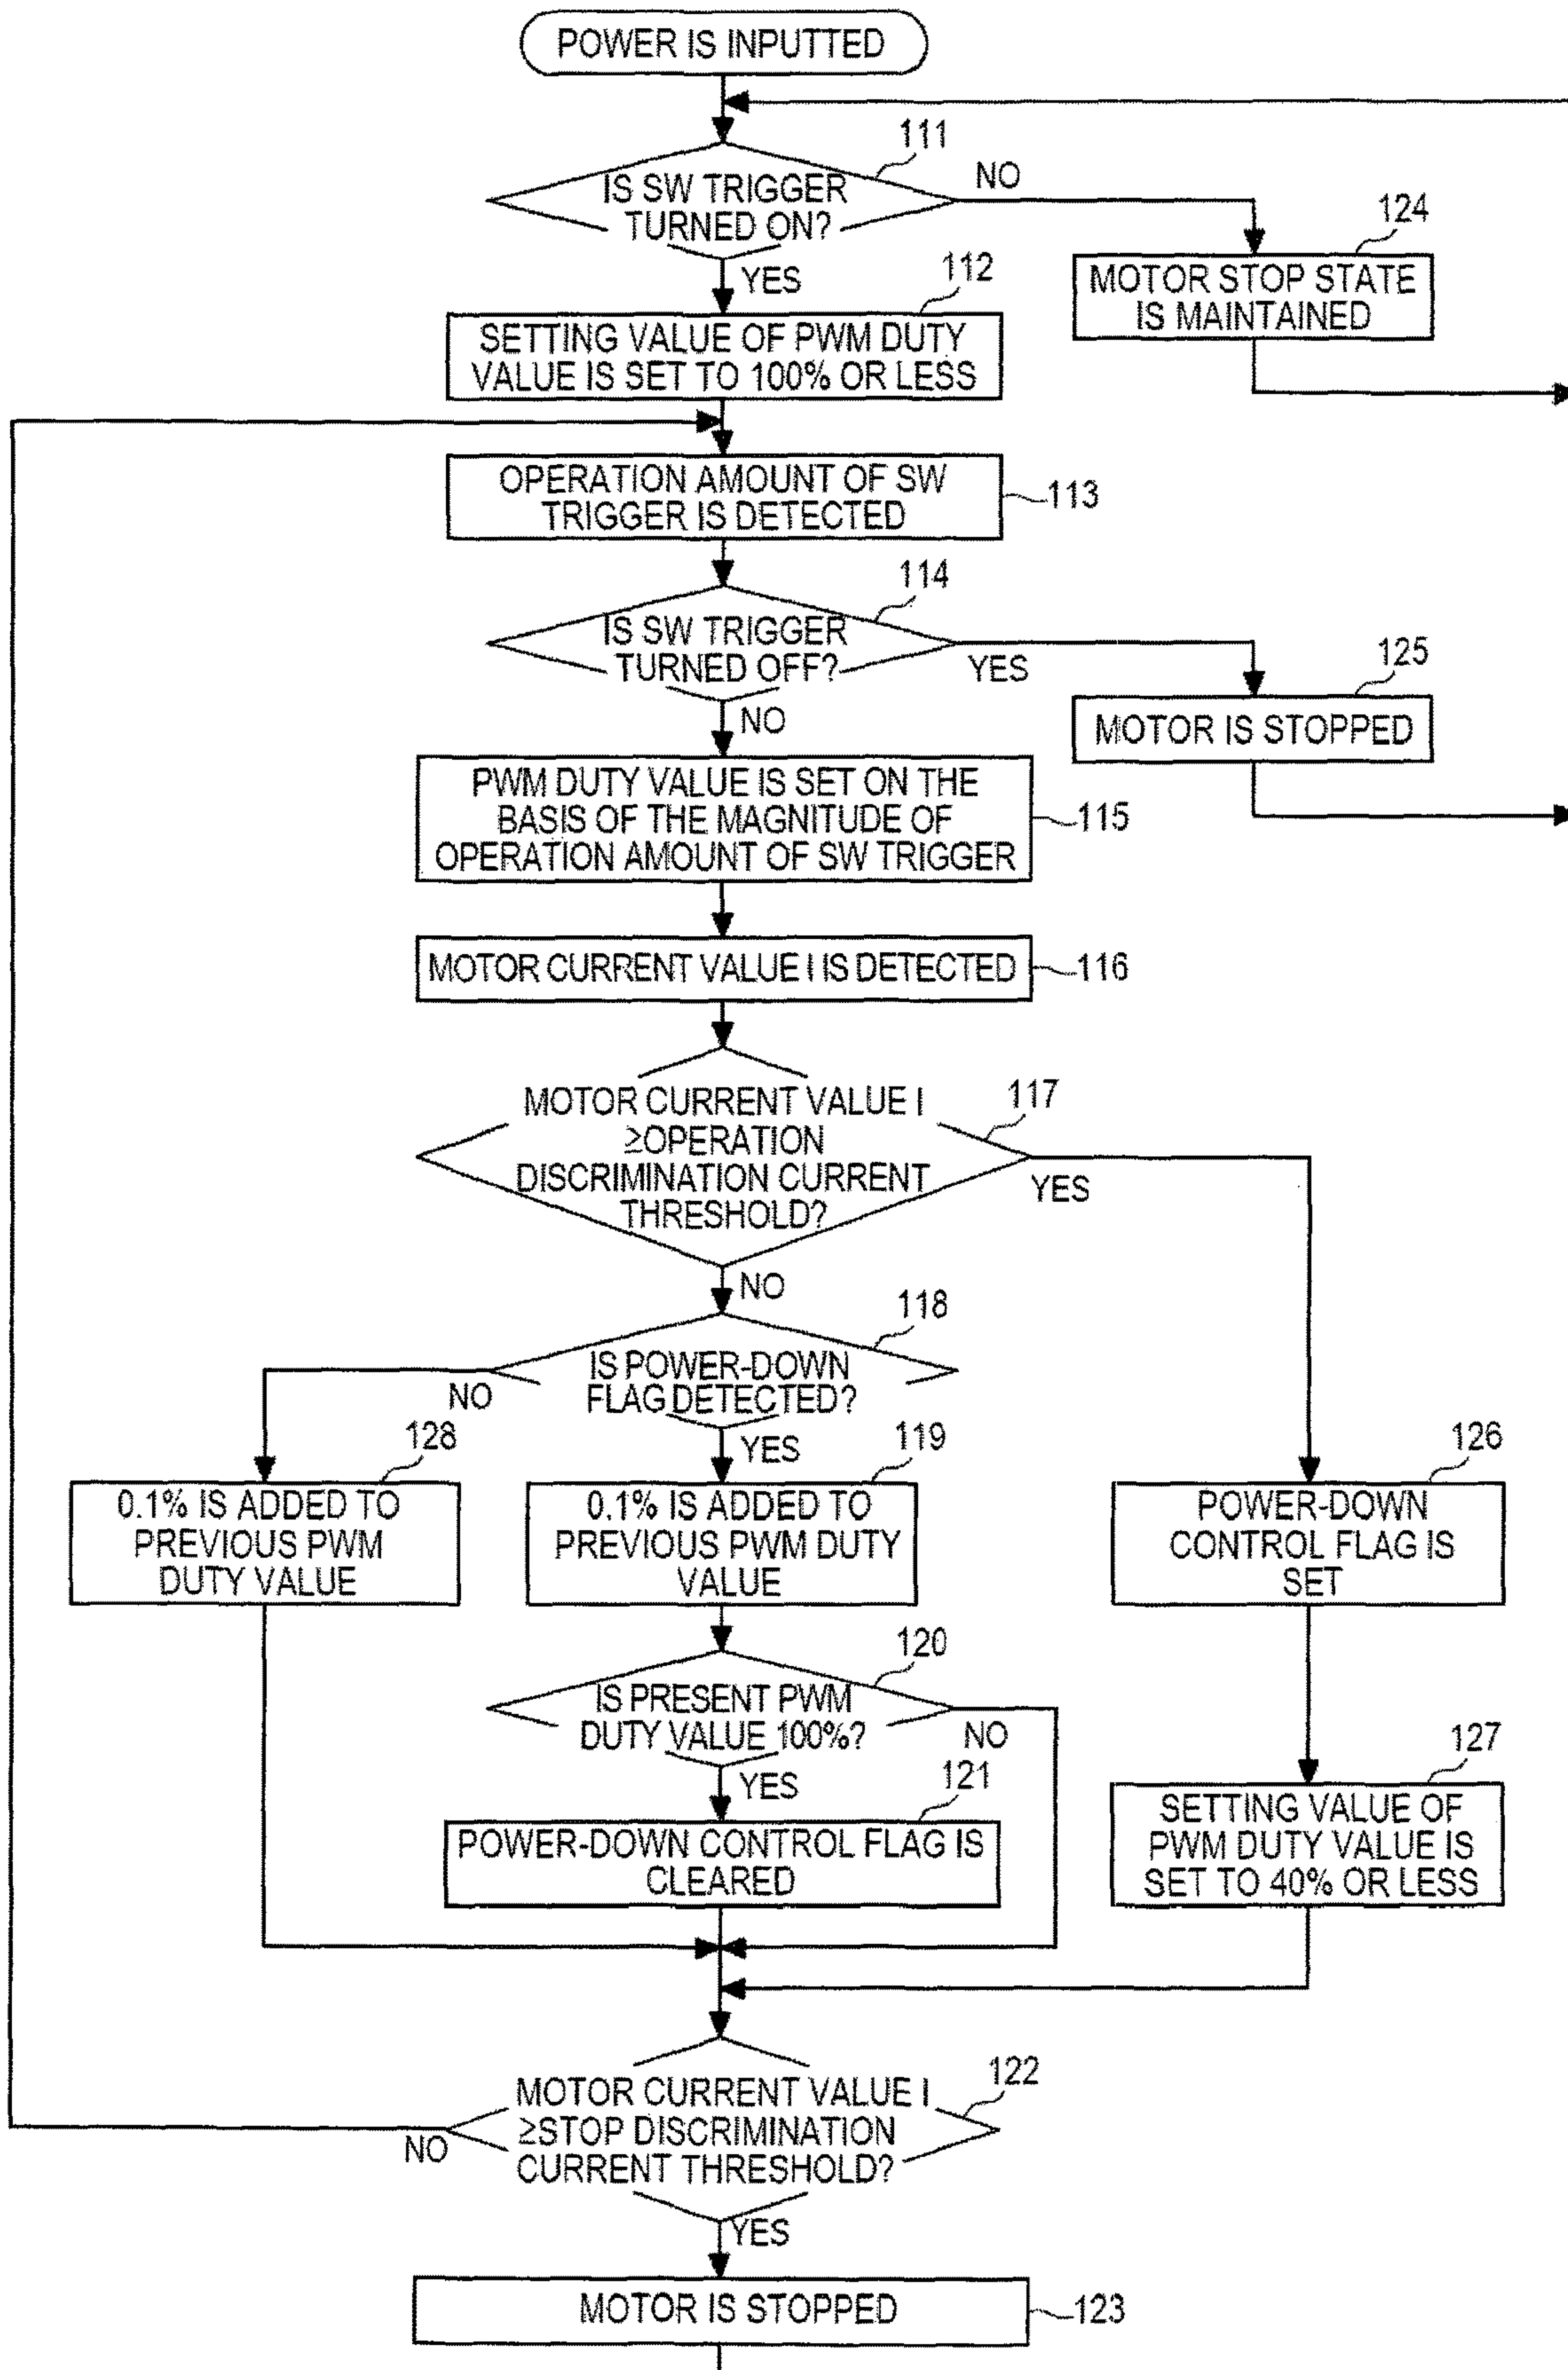 POWER IS INPUTTED
111
IS SW TRIGGER
TURNED ON?
NO
YES
124
MOTOR STOP STATE
IS MAINTAINED
112
SETTING VALUE OF PWM DUTY
VALUE IS SET TO 100% OR LESS
OPERATION AMOUNT OF SW
TRIGGER IS DETECTED
113
114
IS SW TRIGGER
TURNED OFF?
YES
NO
125
MOTOR IS STOPPED
PWM DUTY VALUE IS SET ON THE
BASIS OF THE MAGNITUDE OF
OPERATION AMOUNT OF SW TRIGGER
115
MOTOR CURRENT VALUE I IS DETECTED
116
MOTOR CURRENT VALUE I
≥OPERATION
DISCRIMINATION CURRENT
THRESHOLD?
117
YES
NO
118
IS POWER-DOWN
FLAG DETECTED?
NO
YES
128
0.1% IS ADDED TO
PREVIOUS PWM
DUTY VALUE
119
0.1% IS ADDED TO
PREVIOUS PWM DUTY
VALUE
126
POWER-DOWN
CONTROL FLAG IS
SET
120
IS PRESENT PWM
DUTY VALUE 100%?
NO
YES
121
POWER-DOWN CONTROL FLAG IS
CLEARED
127
SETTING VALUE OF
PWM DUTY VALUE IS
SET TO 40% OR LESS
122
MOTOR CURRENT VALUE I
≥STOP DISCRIMINATION
CURRENT THRESHOLD?
NO
YES
MOTOR IS STOPPED
123